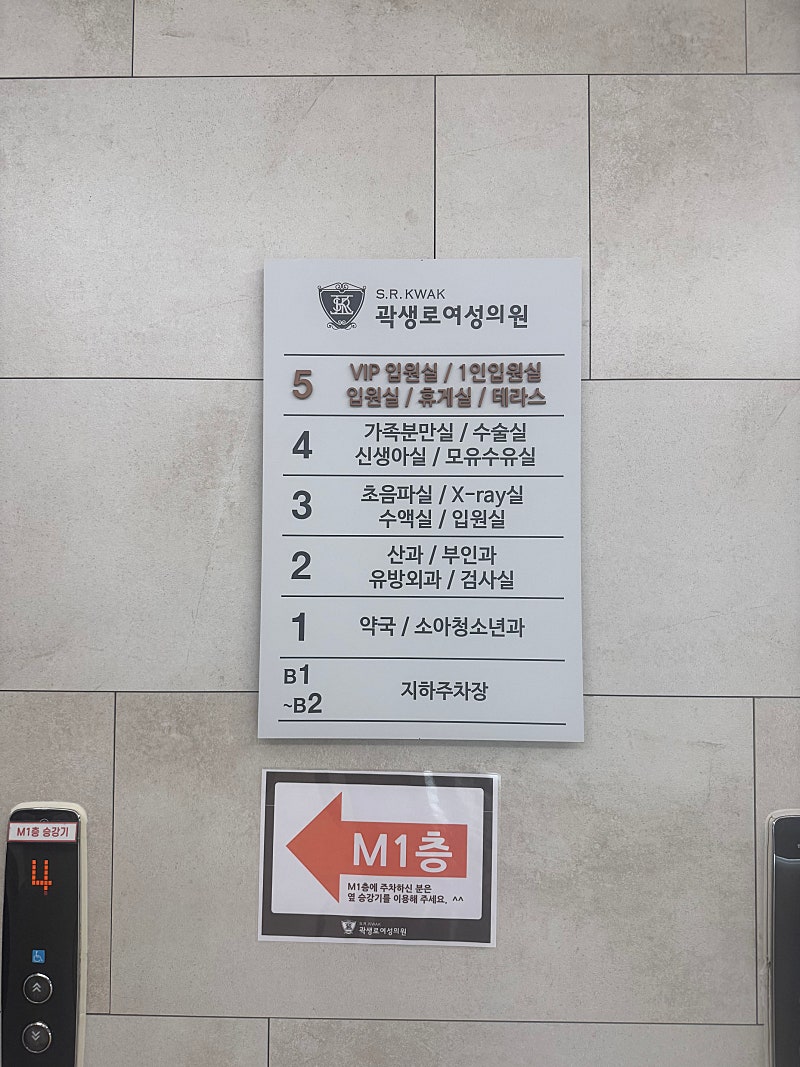 S.R.KWAK
곽생로여성의원
5
VIP 입원실 / 1인입원실
입원실 / 휴게실 / 테라스
4
가족분만실 / 수술실
신생아실 / 모유수유실
3
초음파실 / X-ray실
수액실 / 입원실
2
산과 / 부인과
유방외과 / 검사실
1
약국 / 소아청소년과
B1
~B2
지하주차장
M1층
M1층에 주차하신 분은
옆 승강기를 이용해 주세요. ^^
S.R.KWAK
곽생로여성의원
M1층 승강기
4